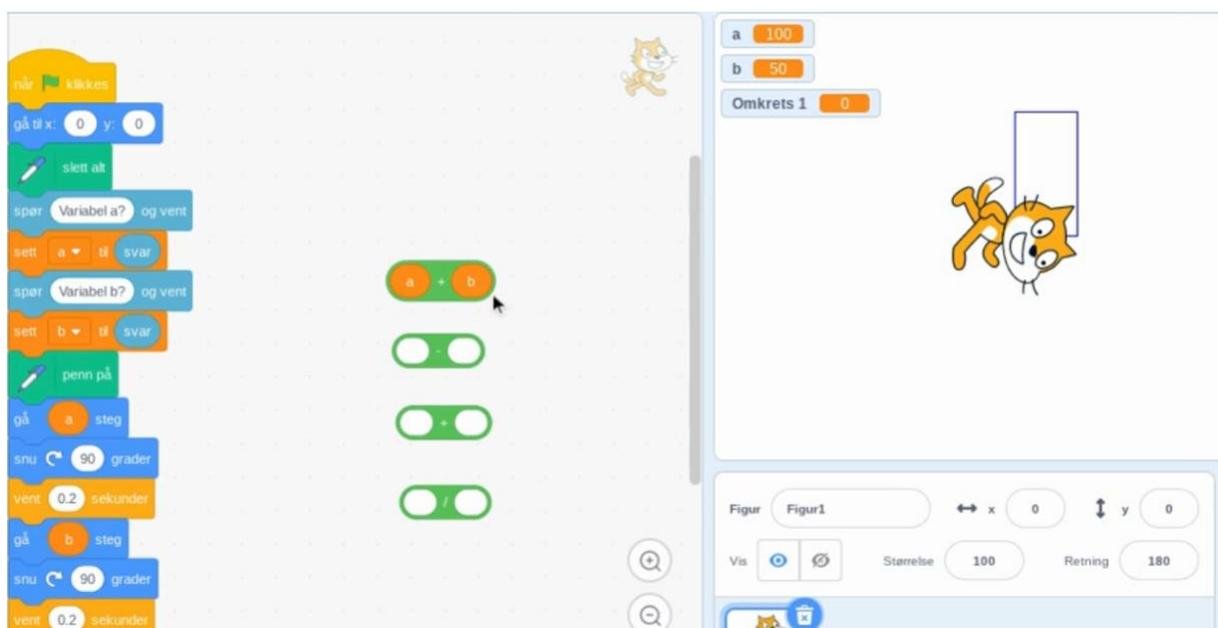 når klikkes
gå til x: 0 y: 0
slett alt
spør Variabel a? og vent
sett a til svar
spør Variabel b? og vent
sett b til svar
penn på
gå a steg
snu 90 grader
vent 0.2 sekunder
gå b steg
snu 90 grader
vent 0.2 sekunder
a + b
-
+
/
a 100
b 50
Omkrets 1 0
Figur Figur1 x 0 y 0
Vis Størrelse 100 Retning 180